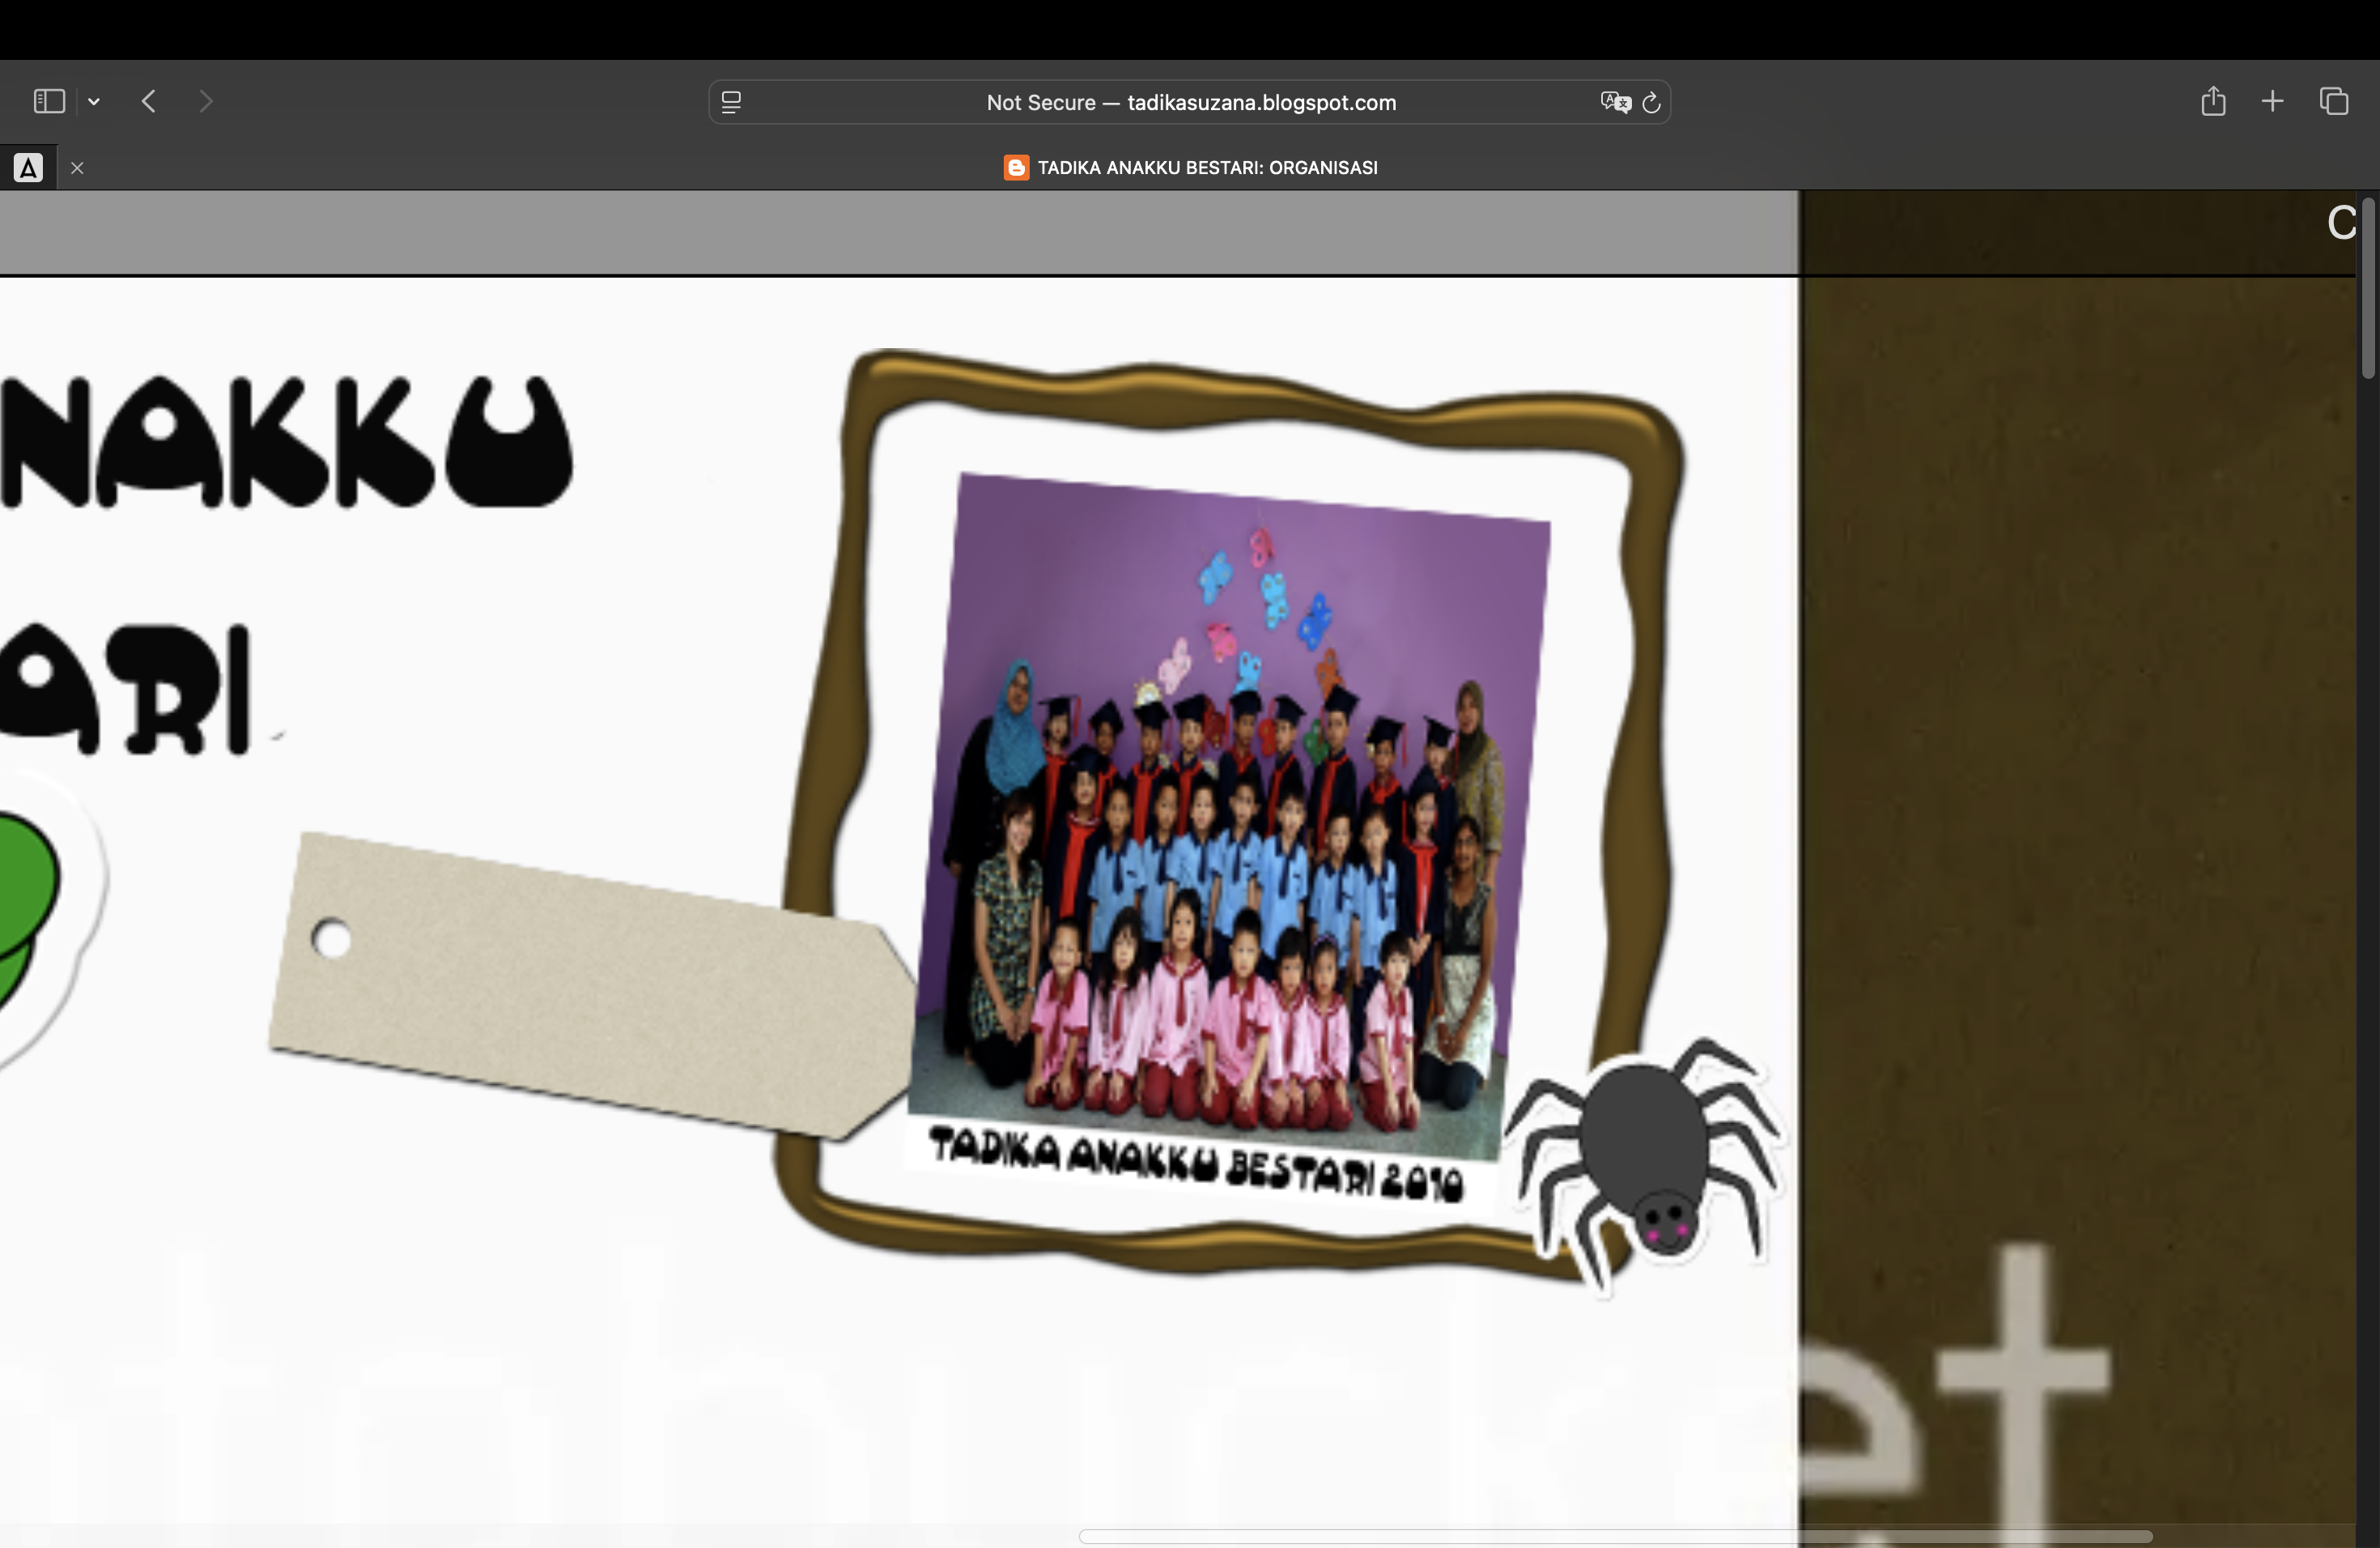 Not Secure — tadikasuzana.blogspot.com
TADIKA ANAKKU BESTARI: ORGANISASI
C
NAKKU
ARI
TADIKA ANAKKU BESTARI 2010
et